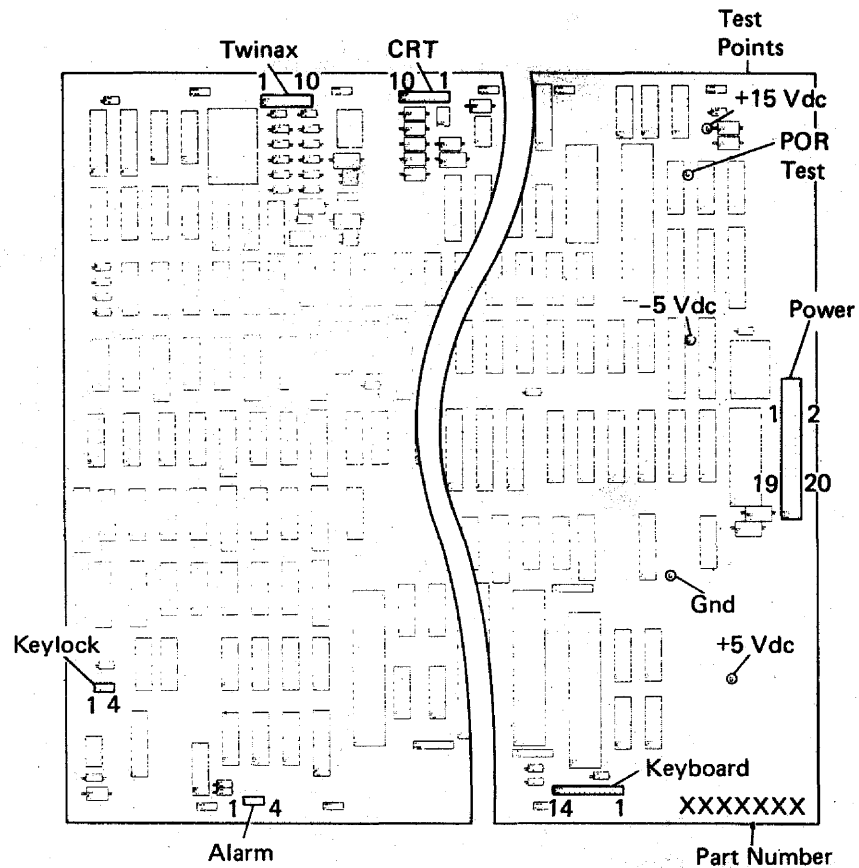 Test
Points
Twinax
CRT
1 10
10 1
+15 Vdc
POR
Test
-5 Vdc
Power
1 2
19 20
Gnd
+5 Vdc
Keylock
1 4
Keyboard
14 1
XXXXXXX
1 4
Alarm
Part Number